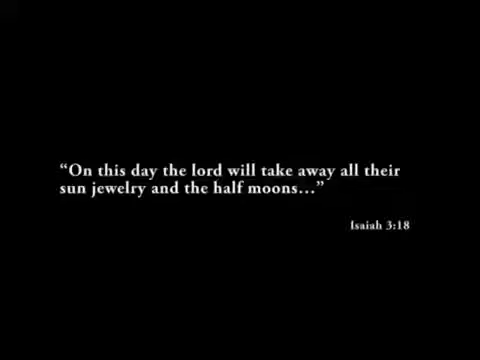 “On this day the lord will take away all their
sun jewelry and the half moons...”
Isaiah 3:18